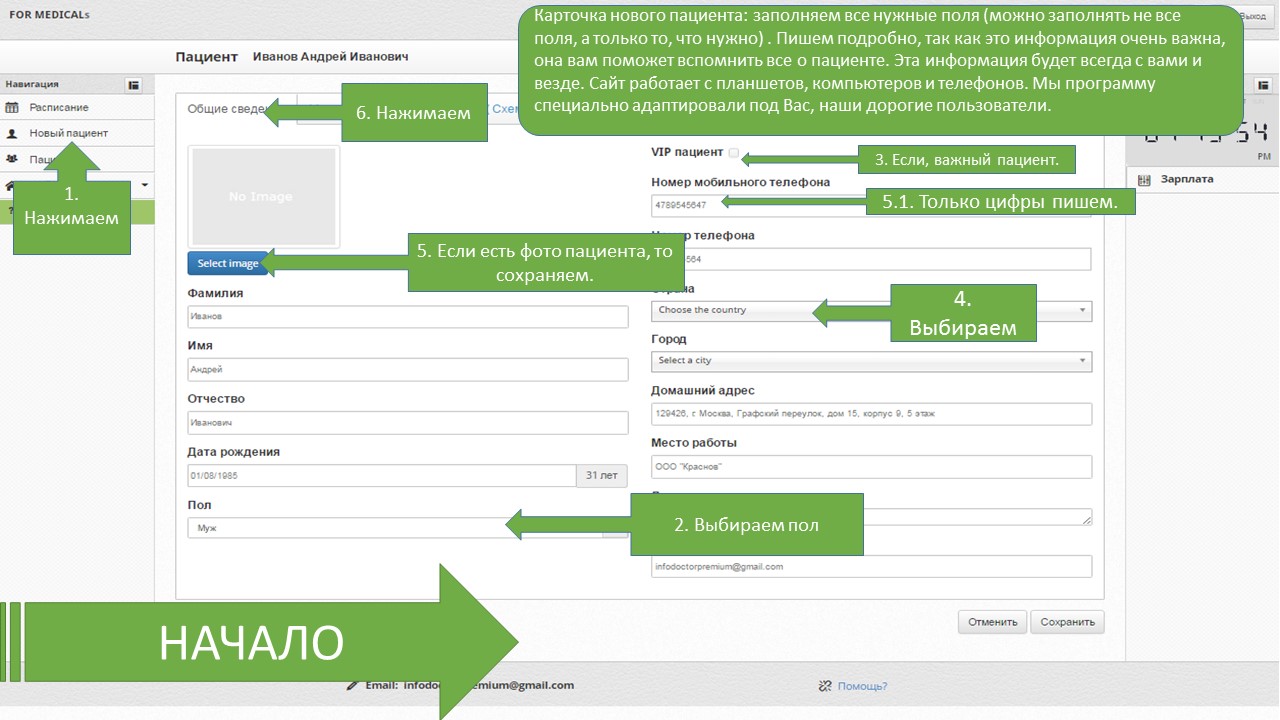 FOR MEDICALs
Выход
Карточка нового пациента: заполняем все нужные поля (можно заполнять не все
поля, а только то, что нужно) . Пишем подробно, так как это информация очень важна,
она вам поможет вспомнить все о пациенте. Эта информация будет всегда с вами и
везде. Сайт работает с планшетов, компьютеров и телефонов. Мы программу
специально адаптировали под Вас, наши дорогие пользователи.
Пациент Иванов Андрей Иванович
Навигация
Расписание
Новый пациент
1.
Нажимаем
Общие сведен
6. Нажимаем
No Image
Select image
5. Если есть фото пациента, то
сохраняем.
Фамилия
Иванов
Имя
Андрей
Отчество
Иванович
Дата рождения
01/08/1985
31 лет
Пол
Муж
2. Выбираем пол
VIP пациент
3. Если, важный пациент.
Номер мобильного телефона
4789545647
5.1. Только цифры пишем.
телефона
564
Страна
Choose the country
4.
Выбираем
Город
Select a city
Домашний адрес
129426, г. Москва, Графский переулок, дом 15, корпус 9, 5 этаж
Место работы
ООО "Краснов"
infodoctorpremium@gmail.com
Отменить
Сохранить
54
PM
Зарплата
НАЧАЛО
Email: infodo
emium@gmail.com
Помощь?